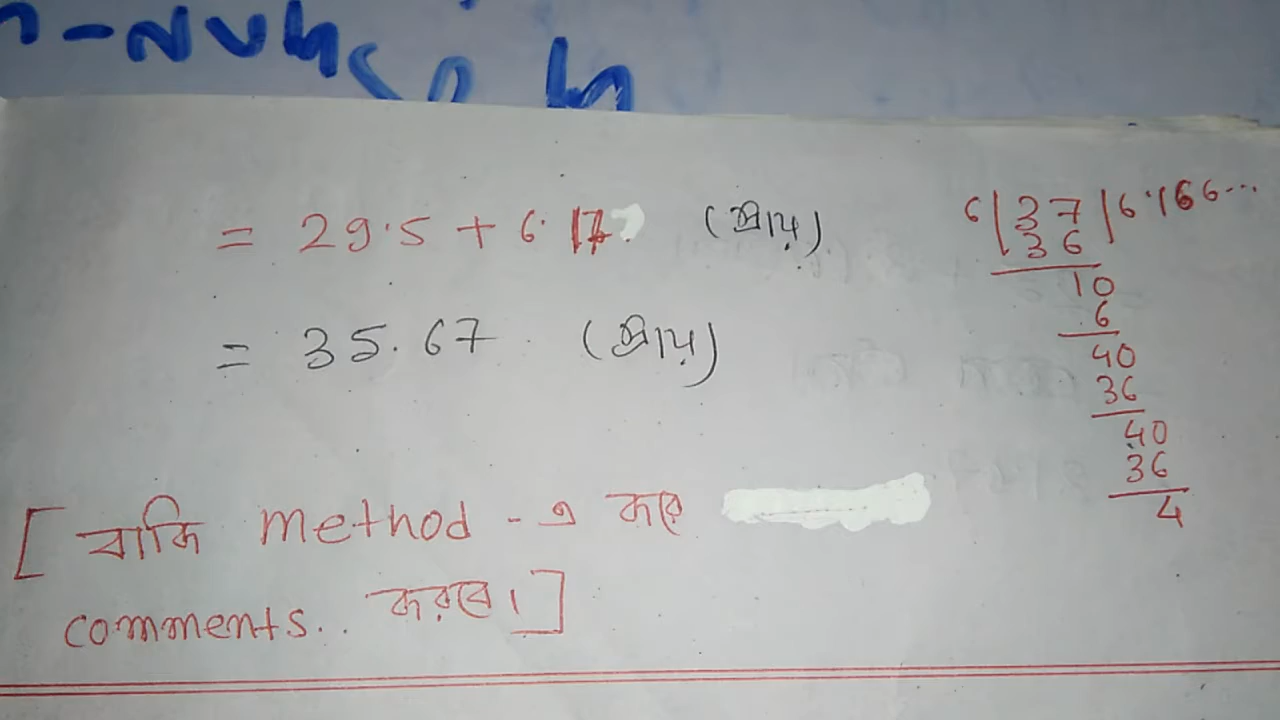 = 29.5 + 6.17 (প্রায়)
= 35.67 (প্রায়)
[ বাকি method - এ করে
comments.. করবে। ]
6 | 37 | 6.166...
36
10
6
40
36
40
36
4